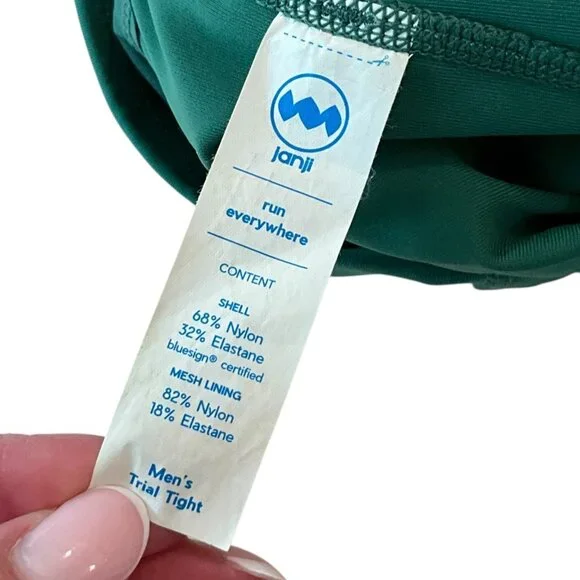 janji
run
everywhere
CONTENT
SHELL
68% Nylon
32% Elastane
bluesign® certified
MESH LINING
82% Nylon
18% Elastane
Men's
Trial Tight